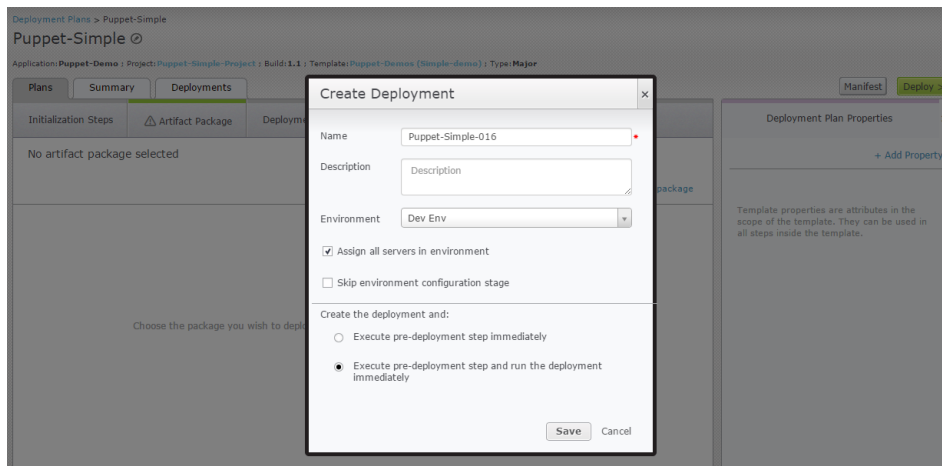 Deployment Plans > Puppet-Simple
Puppet-Simple
Application: Puppet-Demo : Project: Puppet-Simple-Project : Build: 1.1 : Template: Puppet-Demos (Simple-demo) : Type: Major
Plans
Summary
Deployments
Manifest
Deploy >
Initialization Steps
Artifact Package
Deployme
Deployment Plan Properties
No artifact package selected
+ Add Property
package
Template properties are attributes in the
scope of the template. They can be used in
all steps inside the template.
Choose the package you wish to deplo
Create Deployment
x
Name
Puppet-Simple-016
Description
Description
Environment
Dev Env
Assign all servers in environment
Skip environment configuration stage
Create the deployment and:
Execute pre-deployment step immediately
Execute pre-deployment step and run the deployment
immediately
Save
Cancel